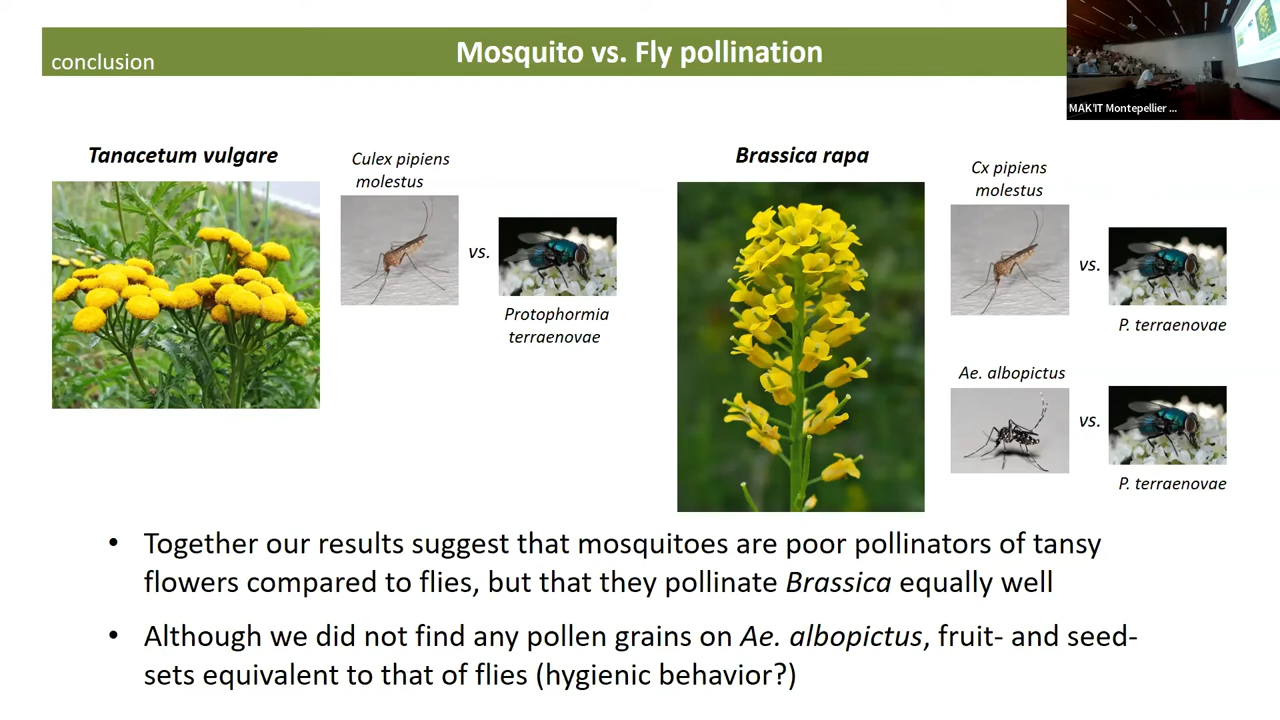 conclusion
Mosquito vs. Fly pollination
MAK'IT Montepellier ...
Tanacetum vulgare
Culex pipiens
molestus
vs.
Protophormia
terraenovae
Brassica rapa
Cx pipiens
molestus
vs.
P. terraenovae
Ae. albopictus
vs.
P. terraenovae
• Together our results suggest that mosquitoes are poor pollinators of tansy
flowers compared to flies, but that they pollinate Brassica equally well
• Although we did not find any pollen grains on Ae. albopictus, fruit- and seed-
sets equivalent to that of flies (hygienic behavior?)